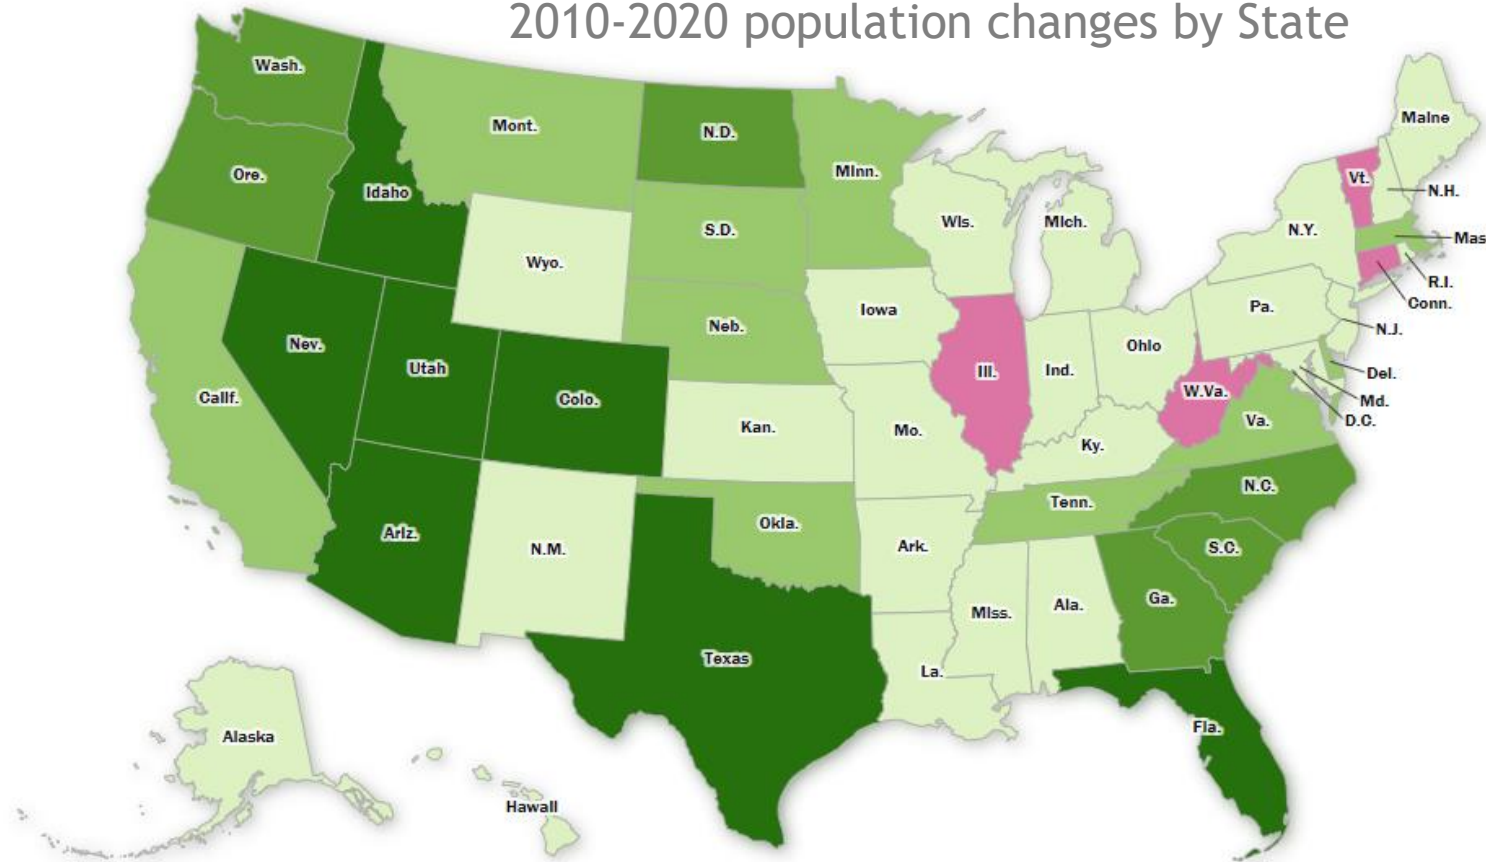 2010-2020 population changes by State
Wash.
Mont.
N.D.
Minn.
Maine
Ore.
Idaho
S.D.
Wis.
Mich.
Vt.
N.H.
N.Y.
Mas
Wyo.
R.I.
Conn.
Iowa
Pa.
N.J.
Nev.
Neb.
Ohio
Utah
Ill.
Ind.
Del.
Calif.
Colo.
W.Va.
Md.
D.C.
Kan.
Mo.
Ky.
Va.
N.C.
Tenn.
Okla.
Ariz.
N.M.
Ark.
S.C.
Ga.
Miss.
Ala.
Texas
La.
Fla.
Alaska
Hawaii